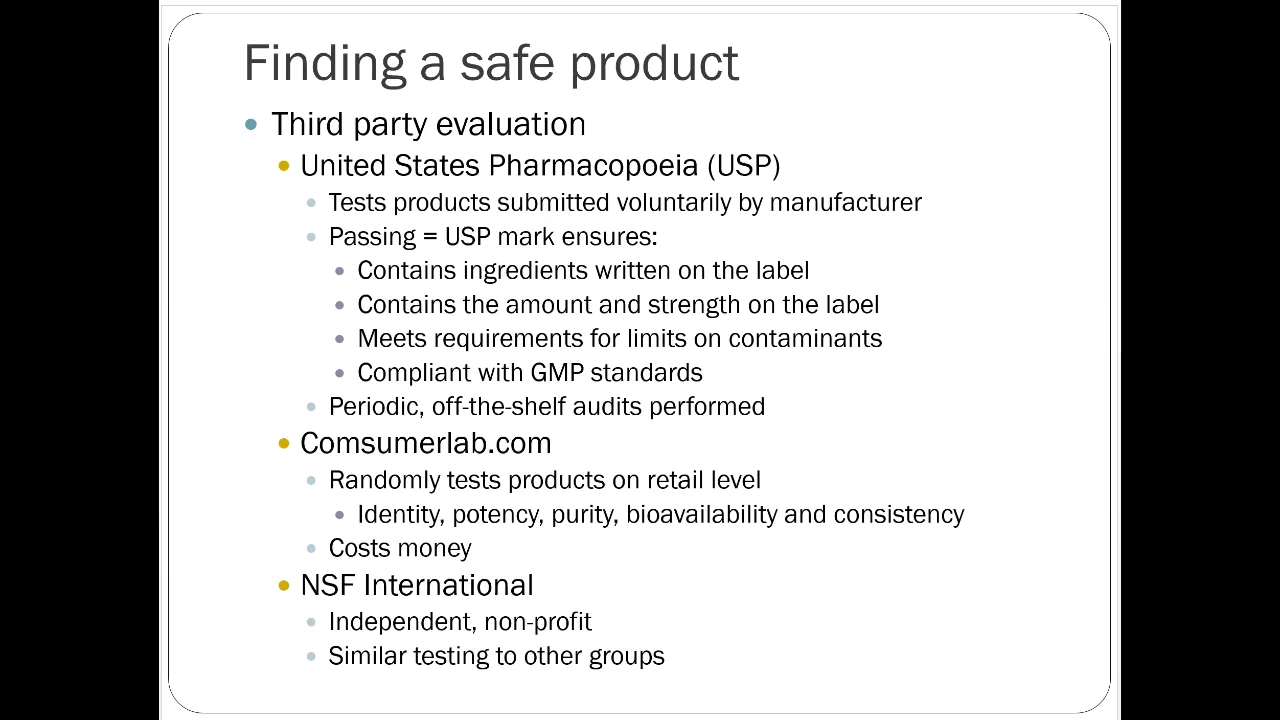 Finding a safe product
Third party evaluation
United States Pharmacopoeia (USP)
Tests products submitted voluntarily by manufacturer
Passing = USP mark ensures:
Contains ingredients written on the label
Contains the amount and strength on the label
Meets requirements for limits on contaminants
Compliant with GMP standards
Periodic, off-the-shelf audits performed
Comsumerlab.com
Randomly tests products on retail level
Identity, potency, purity, bioavailability and consistency
Costs money
NSF International
Independent, non-profit
Similar testing to other groups